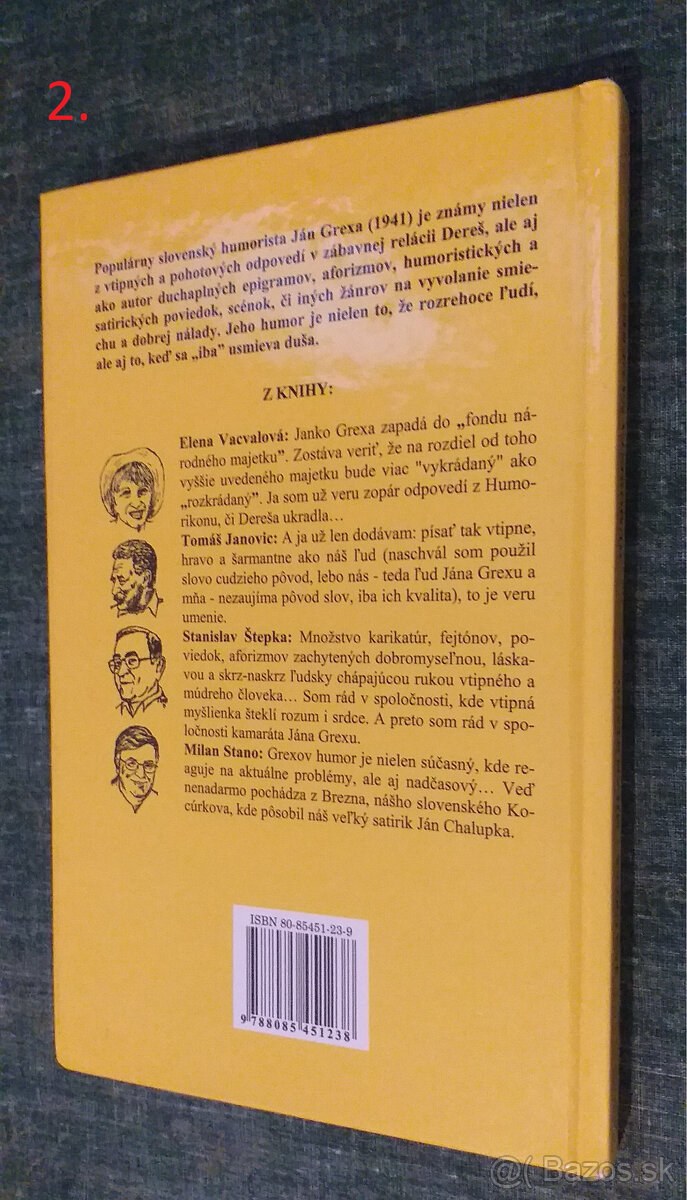 2.
Populárny slovenský humorista Ján Grexa (1941) je známy nielen
z vtipných a pohotových odpovedí v zábavnej relácii Dereš, ale aj
ako autor duchaplných epigramov, aforizmov, humoristických a
satirických poviedok, scénok, či iných žánrov na vyvolanie smie-
chu a dobrej nálady. Jeho humor je nielen to, že rozrehoce ľudí,
ale aj to, keď sa „iba” usmieva duša.
Z KNIHY:
Elena Vacvalová: Janko Grexa zapadá do „fondu ná-
rodného majetku”. Zostáva veriť, že na rozdiel od toho
vyššie uvedeného majetku bude viac "vykrádaný" ako
„rozkrádaný”. Ja som už veru zopár odpovedí z Humo-
rikonu, či Dereša ukradla…
Tomáš Janovic: A ja už len dodávam: písať tak vtipne,
hravo a šarmantne ako náš ľud (naschvál som použil
slovo cudzieho pôvod, lebo nás - teda ľud Jána Grexu a
mňa - nezaujíma pôvod slov, iba ich kvalita), to je veru
umenie.
Stanislav Štepka: Množstvo karikatúr, fejtónov, po-
viedok, aforizmov zachytených dobromyseľnou, láska-
vou a skrz-naskrz ľudsky chápajúcou rukou vtipného a
múdreho človeka… Som rád v spoločnosti, kde vtipná
myšlienka šteklí rozum i srdce. A preto som rád v spo-
ločnosti kamaráta Jána Grexu.
Milan Stano: Grexov humor je nielen súčasný, kde re-
aguje na aktuálne problémy, ale aj nadčasový… Veď
nenadarmo pochádza z Brezna, nášho slovenského Ko-
cúrkova, kde pôsobil náš veľký satirik Ján Chalupka.
ISBN 80-85451-23-9
9 788085 451238
@( Bazos.sk